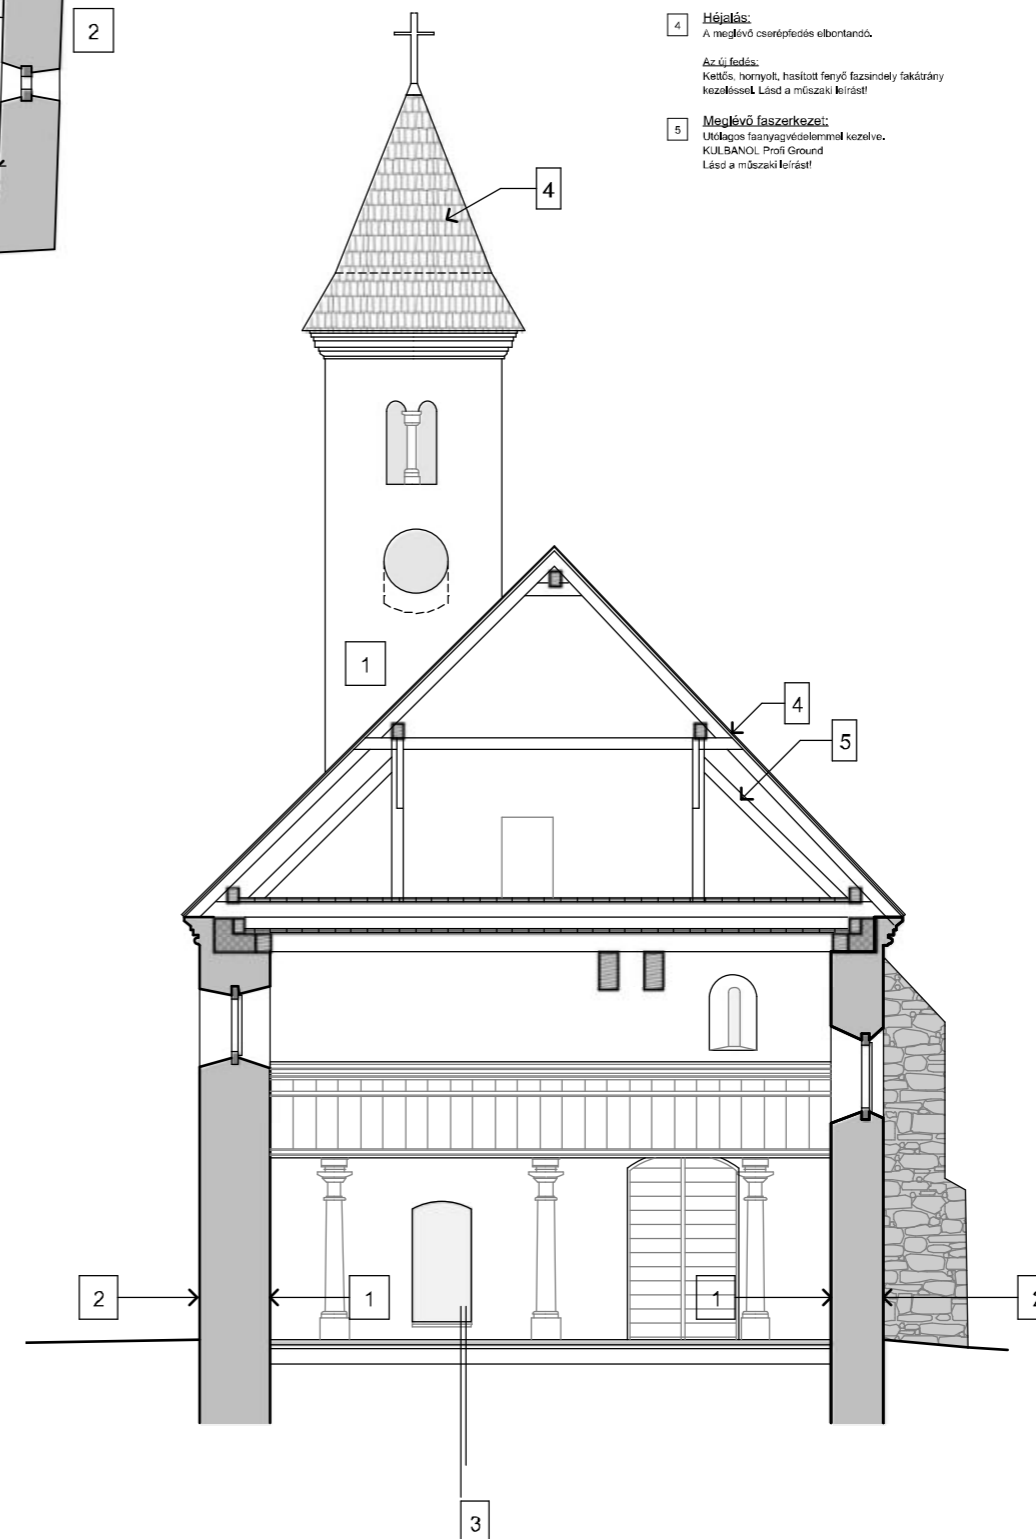 2
4
Héjalás:
A meglévő cserépfedés elbontandó.
Az új fedés:
Kettős, hornyolt, hasított fenyő fazsindely fakátrány
kezeléssel. Lásd a műszaki leírást!
5
Meglévő faszerkezet:
Utólagos faanyagvédelemmel kezelve.
KULBANOL Profi Ground
Lásd a műszaki leírást!
4
1
4
5
2
1
1
2
3